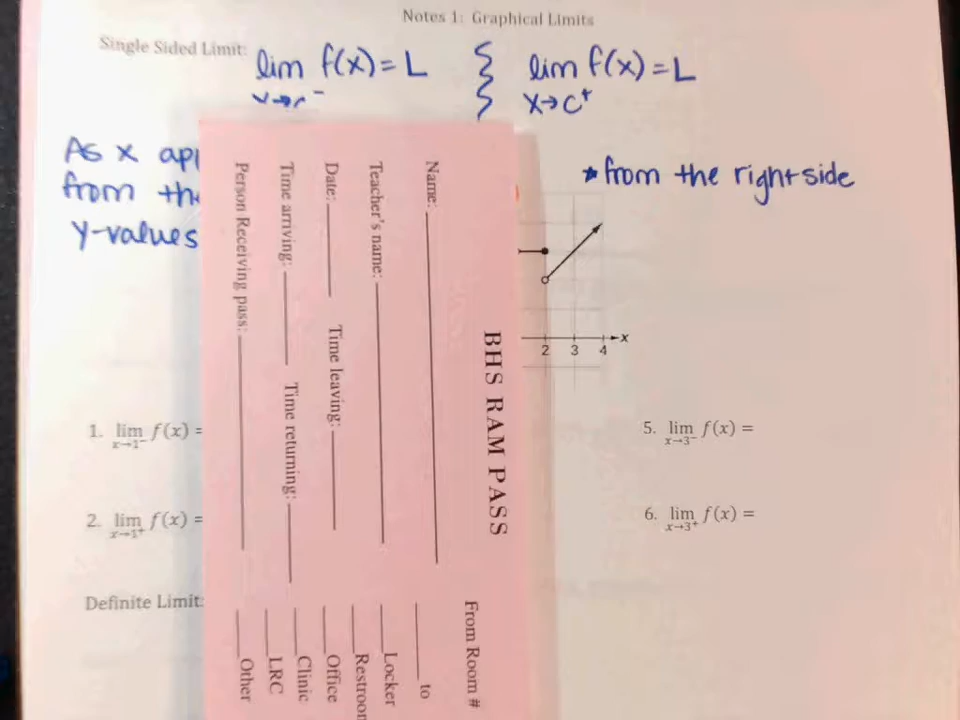 Notes 1: Graphical Limits
Single Sided Limit: lim f(x) = L lim f(x) = L
x→c⁻ x→c⁺
As x
from
y-values
* from the right side
2 3 4 x
1. lim f(x) =
x→1⁻
2. lim f(x) =
x→1⁺
5. lim f(x) =
x→3⁻
6. lim f(x) =
x→3⁺
Definite Limit:
BHS RAM PASS
From Room #
Name: to
Teacher's name: Locker
Restroom
Date: Time leaving: Office
Time arriving: Time returning: Clinic
LRC
Person Receiving pass: Other